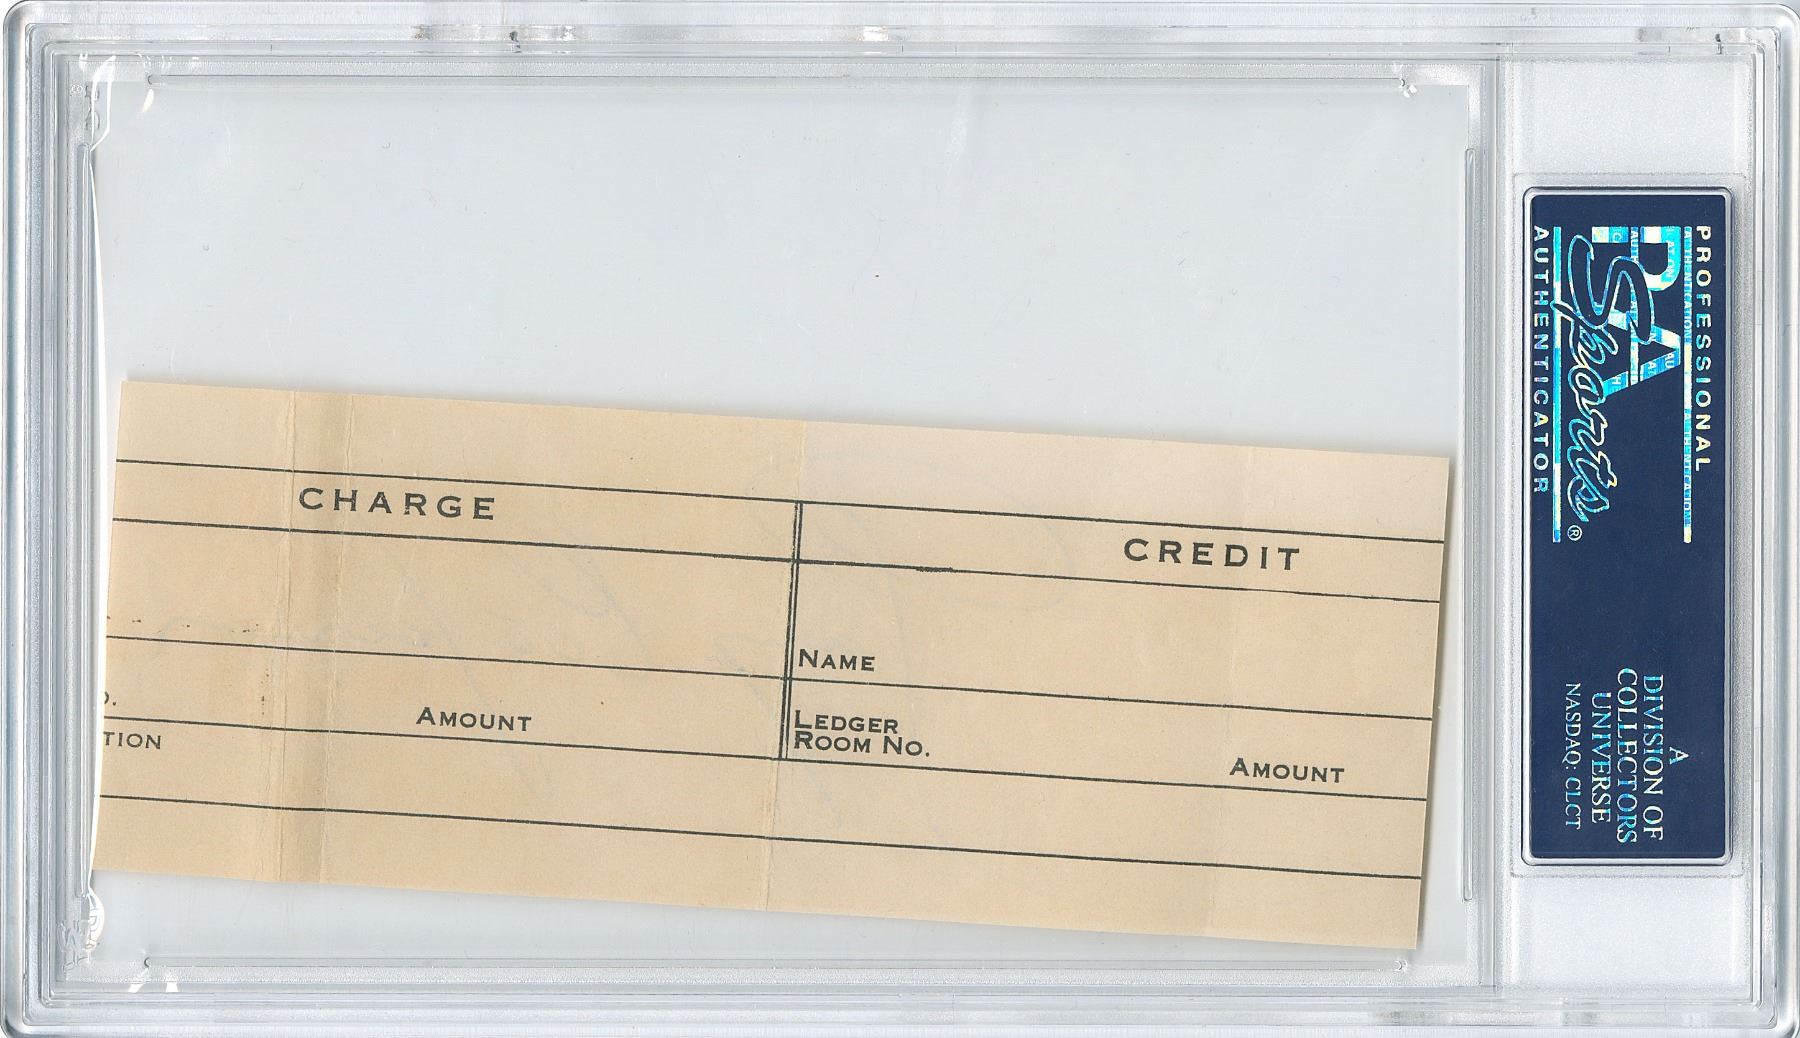 CHARGE
CREDIT
NAME
AMOUNT
LEDGER
ROOM NO.
AMOUNT
TION
PROFESSIONAL
PSA
Sports®
AUTHENTICATOR
A
DIVISION OF
COLLECTORS
UNIVERSE
NASDAQ: CLCT